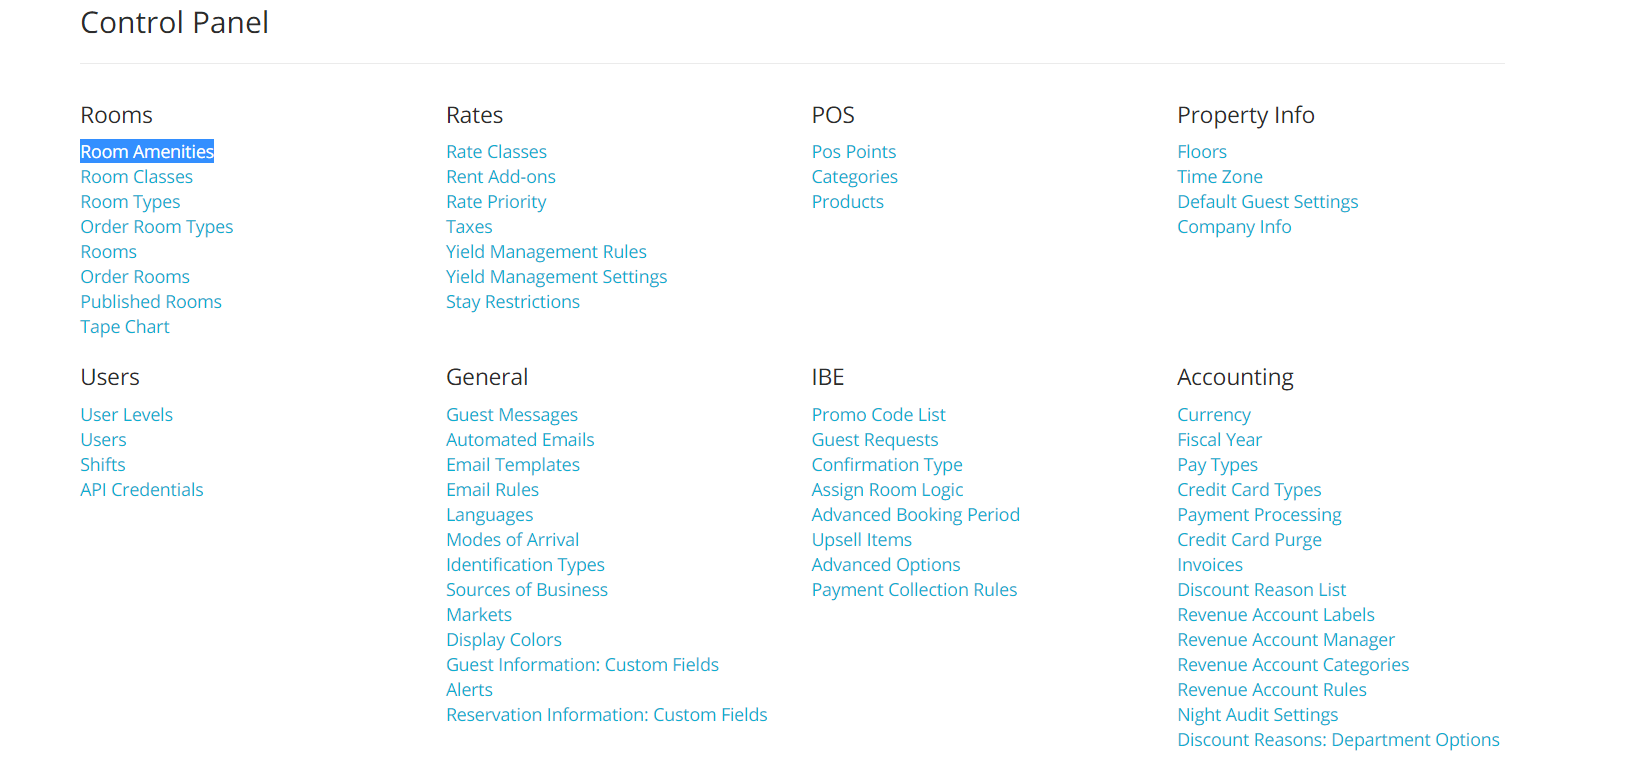 Control Panel
Rooms
Room Amenities
Room Classes
Room Types
Order Room Types
Rooms
Order Rooms
Published Rooms
Tape Chart
Rates
Rate Classes
Rent Add-ons
Rate Priority
Taxes
Yield Management Rules
Yield Management Settings
Stay Restrictions
POS
Pos Points
Categories
Products
Property Info
Floors
Time Zone
Default Guest Settings
Company Info
Users
User Levels
Users
Shifts
API Credentials
General
Guest Messages
Automated Emails
Email Templates
Email Rules
Languages
Modes of Arrival
Identification Types
Sources of Business
Markets
Display Colors
Guest Information: Custom Fields
Alerts
Reservation Information: Custom Fields
IBE
Promo Code List
Guest Requests
Confirmation Type
Assign Room Logic
Advanced Booking Period
Upsell Items
Advanced Options
Payment Collection Rules
Accounting
Currency
Fiscal Year
Pay Types
Credit Card Types
Payment Processing
Credit Card Purge
Invoices
Discount Reason List
Revenue Account Labels
Revenue Account Manager
Revenue Account Categories
Revenue Account Rules
Night Audit Settings
Discount Reasons: Department Options